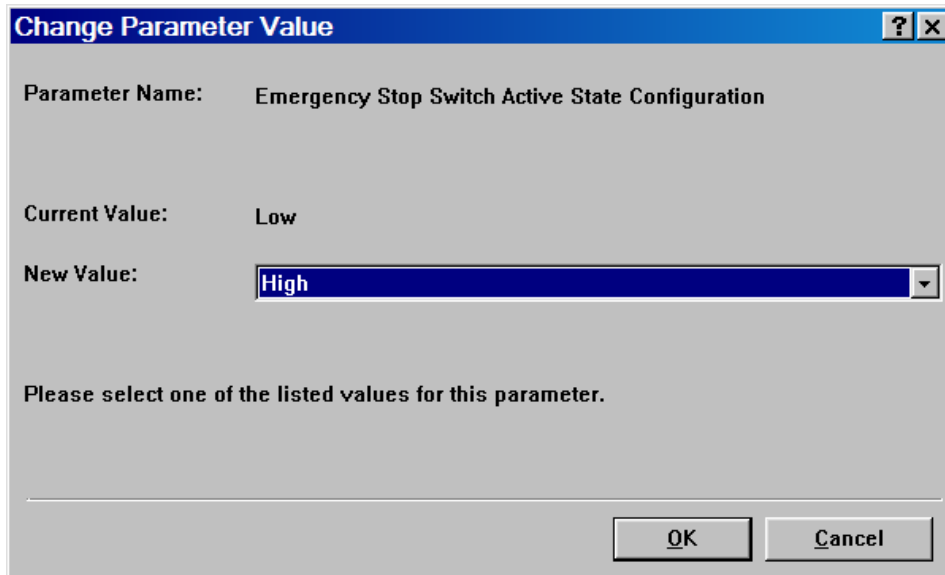 Change Parameter Value
Parameter Name: Emergency Stop Switch Active State Configuration
Current Value: Low
New Value: High
Please select one of the listed values for this parameter.
OK Cancel